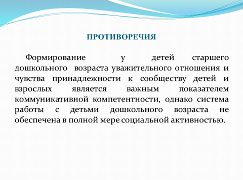 ПРОТИВОРЕЧИЯ
Формирование у детей старшего
дошкольного возраста уважительного отношения и
чувства принадлежности к сообществу детей и
взрослых является важным показателем
коммуникативной компетентности, однако система
работы с детьми дошкольного возраста не
обеспечена в полной мере социальной активностью.